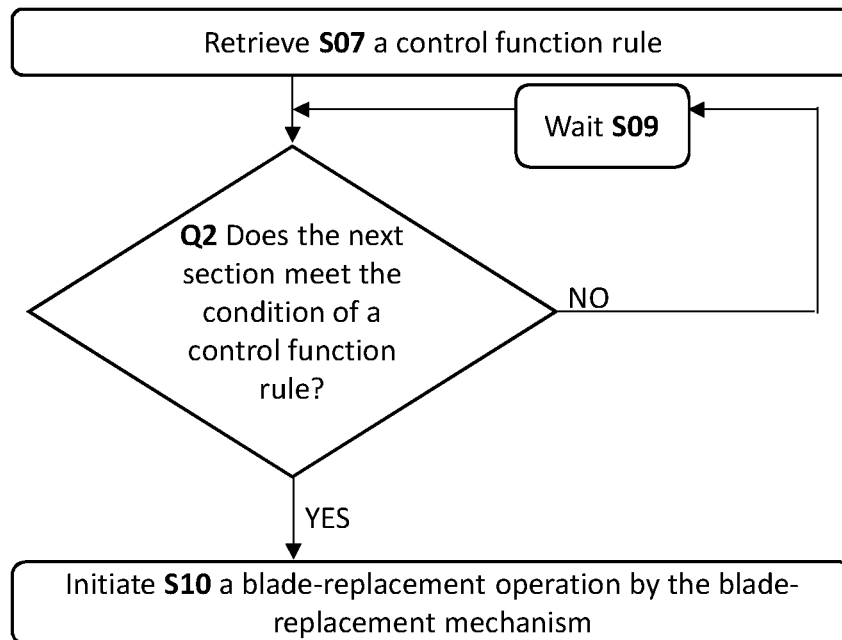 Retrieve S07 a control function rule
Wait S09
Q2 Does the next
section meet the
condition of a
control function
rule?
NO
YES
Initiate S10 a blade-replacement operation by the blade-
replacement mechanism